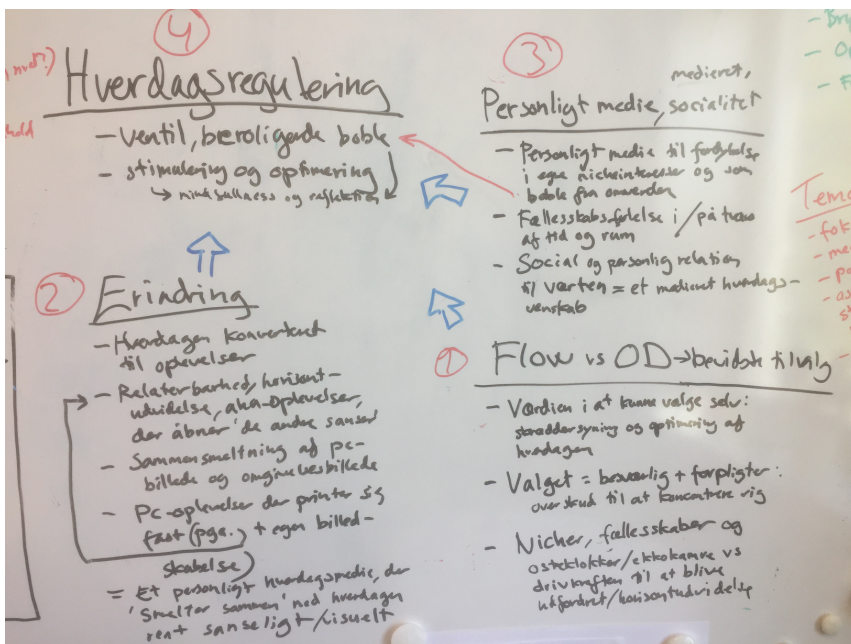 4
Hverdagsregulering
- Ventil, beroligende boble
- stimulering og optimering
↳ mindfullness og refleksion
2
Erindring
- Hverdagen konverteret
til oplevelser
- Relaterbarhed, horisont-
udvidelse, aha-oplevelser,
der åbner 'de andre sanser'
- Sammensmeltning af pc-
billede og omgivelsesbillede
- Pc-oplevelser der printer sig
fast (pga. + egen billed-
skabelse)
= Et personligt hverdagsmedie, der
'smelter sammen' med hverdagen
rent sanseligt/visuelt
3
medieret,
Personligt medie, socialitet
- Personligt medie til fordybelse
i egne nicheinteresser og som
boble fra omverden
- Fællesskabsfølelse i/på tværs
af tid og rum
- Social og personlig relation
til værten = et medieret hverdags-
venskab
1
Flow vs OD → bevidste tilvalg
- Værdien i at kunne vælge selv:
skræddersyning og optimering af
hverdagen
- Valget = besværlig + forpligter:
overskud til at koncentrere sig
- Nicher, fællesskaber og
osteklokker/ekkokamre vs
drivkraften til at blive
udfordret/horisontudvidelse
Tema
- fok
- me